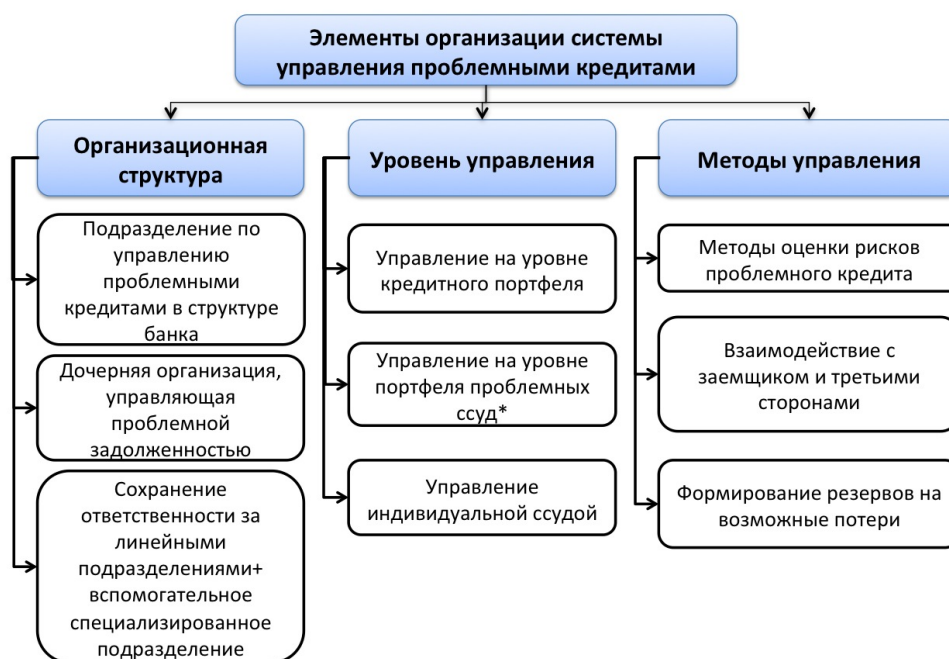 Элементы организации системы
управления проблемными кредитами
Организационная
структура
Подразделение по
управлению
проблемными
кредитами в структуре
банка
Дочерняя организация,
управляющая
проблемной
задолженностью
Сохранение
ответственности за
линейными
подразделениями+
вспомогательное
специализированное
подразделение
Уровень управления
Управление на уровне
кредитного портфеля
Управление на уровне
портфеля проблемных
ссуд*
Управление
индивидуальной ссудой
Методы управления
Методы оценки рисков
проблемного кредита
Взаимодействие с
заемщиком и третьими
сторонами
Формирование резервов на
возможные потери